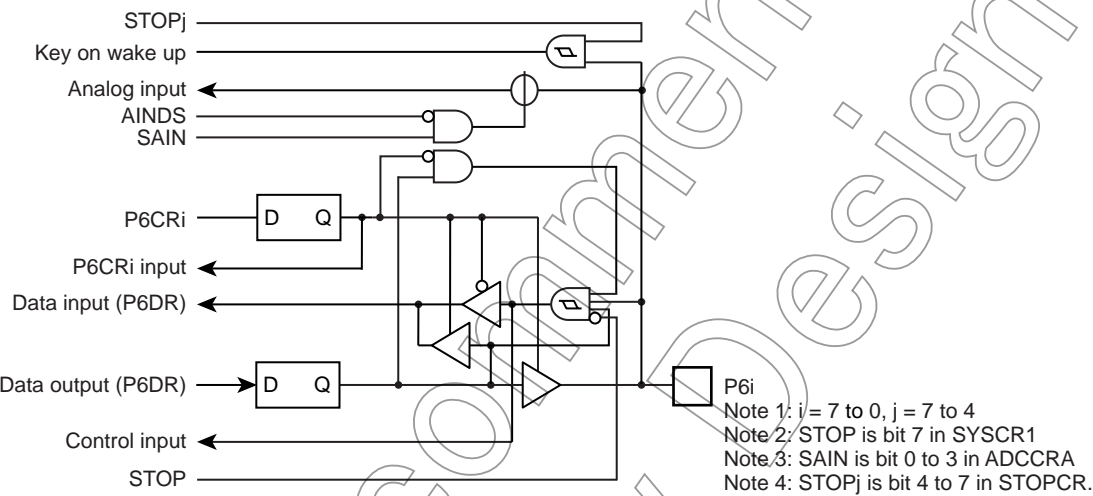 STOPj
Key on wake up
Analog input
AINDS
SAIN
P6CRi
D Q
P6CRi input
Data input (P6DR)
Data output (P6DR)
D Q
P6i
Note 1: i = 7 to 0, j = 7 to 4
Note 2: STOP is bit 7 in SYSCR1
Control input
Note 3: SAIN is bit 0 to 3 in ADCCRA
STOP
Note 4: STOPj is bit 4 to 7 in STOPCR.